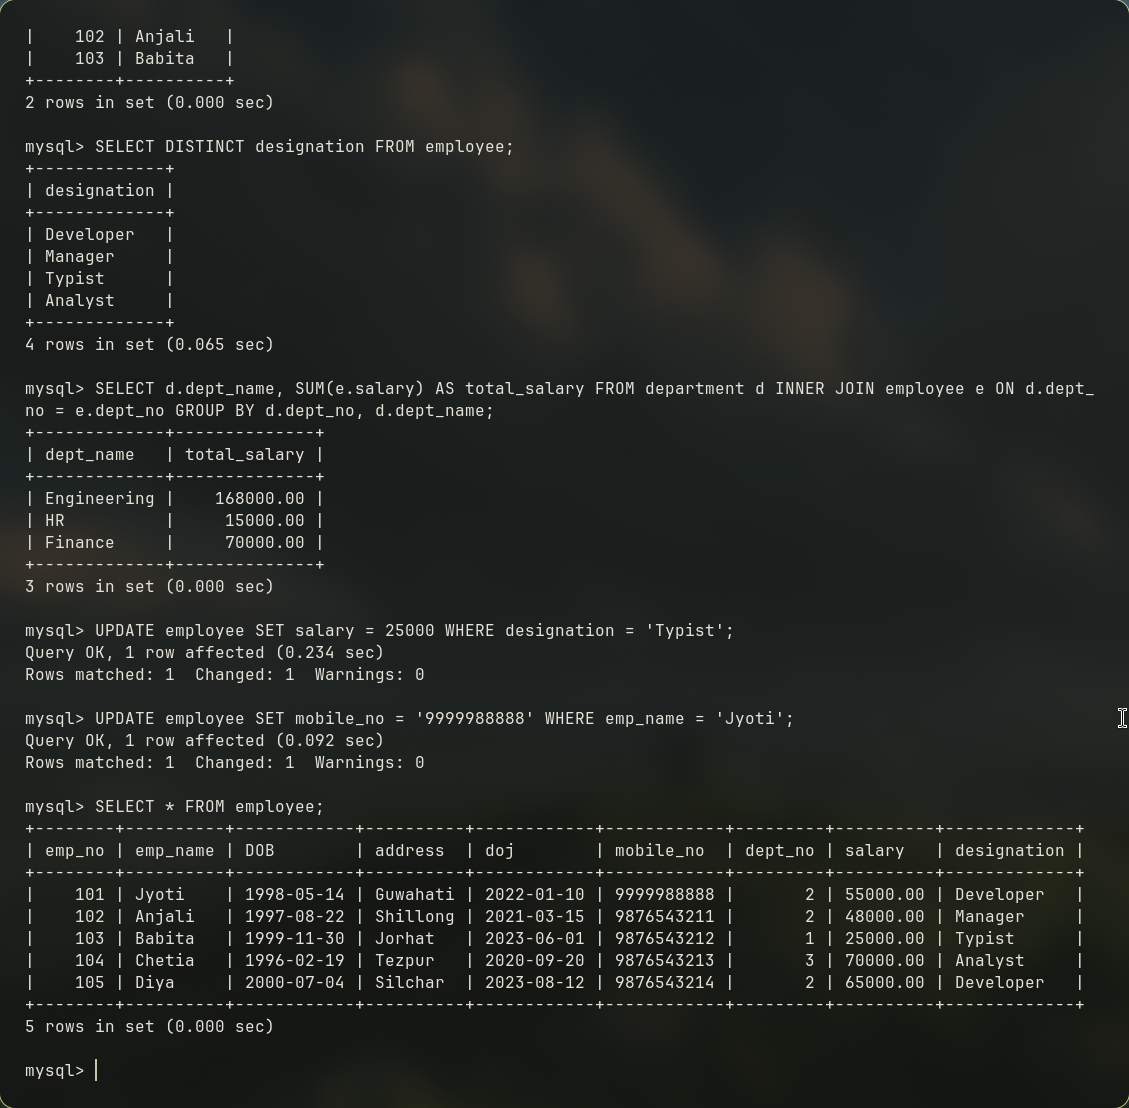 |    102 | Anjali   |
|    103 | Babita   |
+--------+----------+
2 rows in set (0.000 sec)

mysql> SELECT DISTINCT designation FROM employee;
+-------------+
| designation |
+-------------+
| Developer   |
| Manager     |
| Typist      |
| Analyst     |
+-------------+
4 rows in set (0.065 sec)

mysql> SELECT d.dept_name, SUM(e.salary) AS total_salary FROM department d INNER JOIN employee e ON d.dept_
no = e.dept_no GROUP BY d.dept_no, d.dept_name;
+-------------+--------------+
| dept_name   | total_salary |
+-------------+--------------+
| Engineering |    168000.00 |
| HR          |     15000.00 |
| Finance     |     70000.00 |
+-------------+--------------+
3 rows in set (0.000 sec)

mysql> UPDATE employee SET salary = 25000 WHERE designation = 'Typist';
Query OK, 1 row affected (0.234 sec)
Rows matched: 1  Changed: 1  Warnings: 0

mysql> UPDATE employee SET mobile_no = '9999988888' WHERE emp_name = 'Jyoti';
Query OK, 1 row affected (0.092 sec)
Rows matched: 1  Changed: 1  Warnings: 0

mysql> SELECT * FROM employee;
+--------+----------+------------+----------+------------+------------+---------+----------+-------------+
| emp_no | emp_name | DOB        | address  | doj        | mobile_no  | dept_no | salary   | designation |
+--------+----------+------------+----------+------------+------------+---------+----------+-------------+
|    101 | Jyoti    | 1998-05-14 | Guwahati | 2022-01-10 | 9999988888 |       2 | 55000.00 | Developer   |
|    102 | Anjali   | 1997-08-22 | Shillong | 2021-03-15 | 9876543211 |       2 | 48000.00 | Manager     |
|    103 | Babita   | 1999-11-30 | Jorhat   | 2023-06-01 | 9876543212 |       1 | 25000.00 | Typist      |
|    104 | Chetia   | 1996-02-19 | Tezpur   | 2020-09-20 | 9876543213 |       3 | 70000.00 | Analyst     |
|    105 | Diya     | 2000-07-04 | Silchar  | 2023-08-12 | 9876543214 |       2 | 65000.00 | Developer   |
+--------+----------+------------+----------+------------+------------+---------+----------+-------------+
5 rows in set (0.000 sec)

mysql>